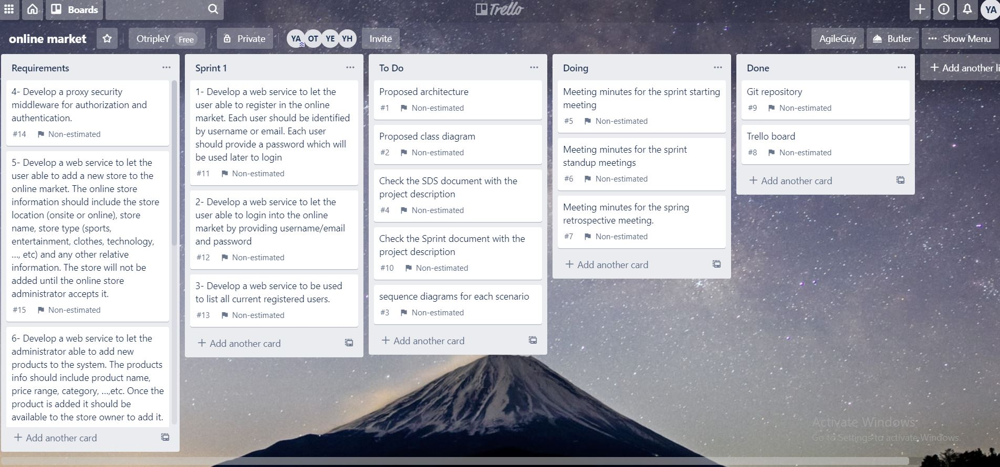 Boards
Trello
YA
online market
OtripleY Free
Private
YA OT YE YH
Invite
AgileGuy
Butler
Show Menu
Requirements
4- Develop a proxy security
middleware for authorization and
authentication.
#14 Non-estimated
5- Develop a web service to let the
user able to add a new store to the
online market. The online store
information should include the store
location (onsite or online), store
name, store type (sports,
entertainment, clothes, technology,
..., etc) and any other relative
information. The store will not be
added until the online store
administrator accepts it.
#15 Non-estimated
6- Develop a web service to let the
administrator able to add new
products to the system. The products
info should include product name,
price range, category, ...,etc. Once the
product is added it should be
available to the store owner to add it.
+ Add another card
Sprint 1
1- Develop a web service to let the
user able to register in the online
market. Each user should be identified
by username or email. Each user
should provide a password which will
be used later to login
#11 Non-estimated
2- Develop a web service to let the
user able to login into the online
market by providing username/email
and password
#12 Non-estimated
3- Develop a web service to be used
to list all current registered users.
#13 Non-estimated
+ Add another card
To Do
Proposed architecture
#1 Non-estimated
Proposed class diagram
#2 Non-estimated
Check the SDS document with the
project description
#4 Non-estimated
Check the Sprint document with the
project description
#10 Non-estimated
sequence diagrams for each scenario
#3 Non-estimated
+ Add another card
Doing
Meeting minutes for the sprint starting
meeting
#5 Non-estimated
Meeting minutes for the sprint
standup meetings
#6 Non-estimated
Meeting minutes for the spring
retrospective meeting.
#7 Non-estimated
+ Add another card
Done
Git repository
#9 Non-estimated
Trello board
#8 Non-estimated
+ Add another card
+ Add another li
Activate Windows
Go to Settings to activate Windows.